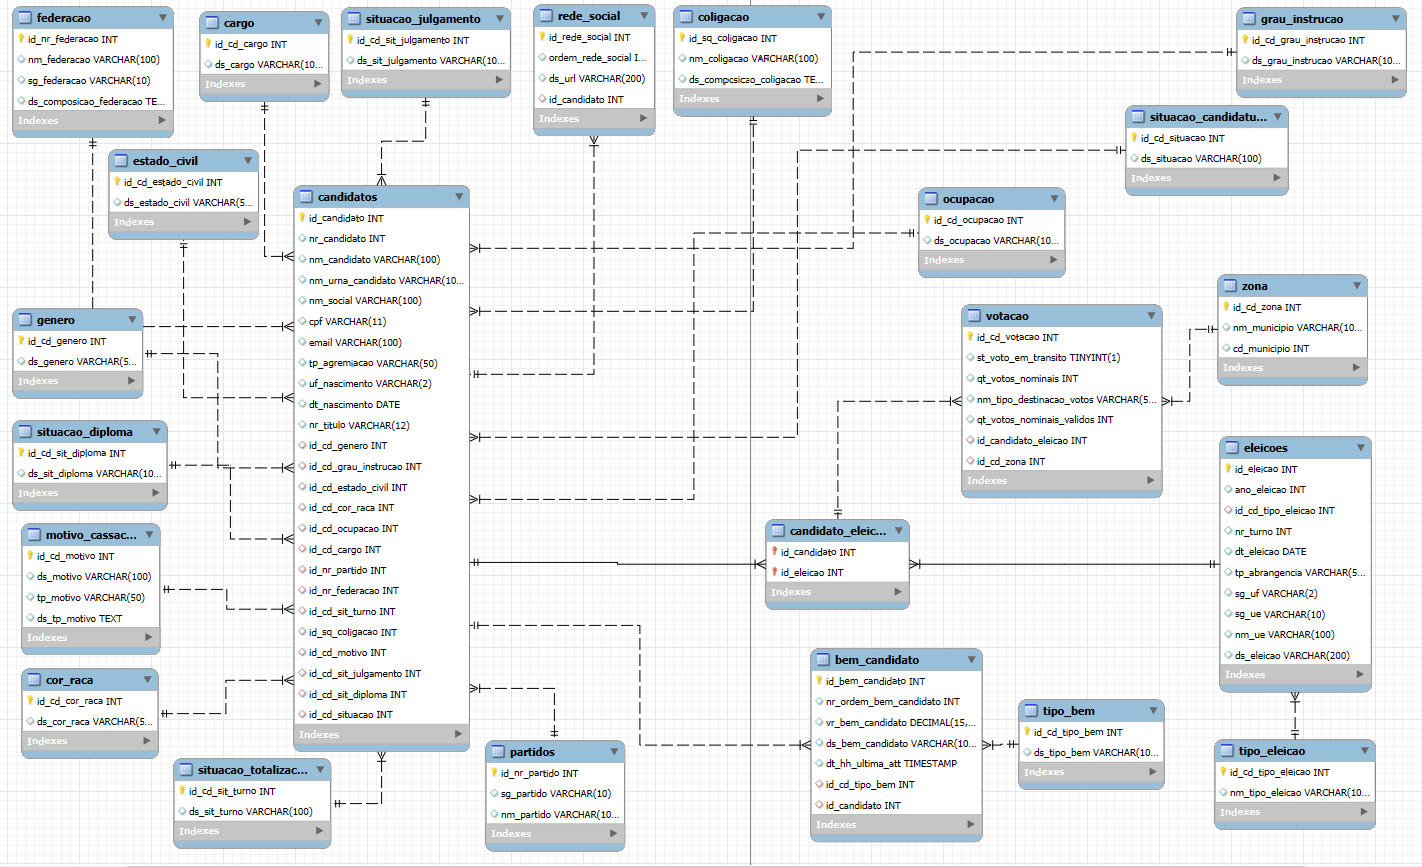 federacao
id_nr_federacao INT
nm_federacao VARCHAR(100)
sg_federacao VARCHAR(10)
ds_composicao_federacao TE...
Indexes
cargo
id_cd_cargo INT
ds_cargo VARCHAR(10...
Indexes
situacao_julgamento
id_cd_sit_julgamento INT
ds_sit_julgamento VARCHAR(10...
Indexes
rede_social
id_rede_social INT
ordem_rede_social I...
ds_url VARCHAR(200)
id_candidato INT
Indexes
coligacao
id_sq_coligacao INT
nm_coligacao VARCHAR(100)
ds_composicao_coligacao TE...
Indexes
grau_instrucao
id_cd_grau_instrucao INT
ds_grau_instrucao VARCHAR(10...
Indexes
situacao_candidatu...
id_cd_situacao INT
ds_situacao VARCHAR(100)
Indexes
estado_civil
id_cd_estado_civil INT
ds_estado_civil VARCHAR(5...
Indexes
candidatos
id_candidato INT
nr_candidato INT
nm_candidato VARCHAR(100)
nm_urna_candidato VARCHAR(10...
nm_social VARCHAR(100)
cpf VARCHAR(11)
email VARCHAR(100)
tp_agremiacao VARCHAR(50)
uf_nascimento VARCHAR(2)
dt_nascimento DATE
nr_titulo VARCHAR(12)
id_cd_genero INT
id_cd_grau_instrucao INT
id_cd_estado_civil INT
id_cd_cor_raca INT
id_cd_ocupacao INT
id_cd_cargo INT
id_nr_partido INT
id_nr_federacao INT
id_cd_sit_turno INT
id_sq_coligacao INT
id_cd_motivo INT
id_cd_sit_julgamento INT
id_cd_sit_diploma INT
id_cd_situacao INT
Indexes
ocupacao
id_cd_ocupacao INT
ds_ocupacao VARCHAR(10...
Indexes
zona
id_cd_zona INT
nm_municipio VARCHAR(10...
cd_municipio INT
Indexes
genero
id_cd_genero INT
ds_genero VARCHAR(5...
Indexes
votacao
id_cd_votacao INT
st_voto_em_transito TINYINT(1)
qt_votos_nominais INT
nm_tipo_destinacao_votos VARCHAR(5...
qt_votos_nominais_validos INT
id_candidato_eleicao INT
id_cd_zona INT
Indexes
situacao_diploma
id_cd_sit_diploma INT
ds_sit_diploma VARCHAR(10...
Indexes
eleicoes
id_eleicao INT
ano_eleicao INT
id_cd_tipo_eleicao INT
nr_turno INT
dt_eleicao DATE
tp_abrangencia VARCHAR(5...
sg_uf VARCHAR(2)
sg_ue VARCHAR(10)
nm_ue VARCHAR(100)
ds_eleicao VARCHAR(200)
Indexes
motivo_cassac...
id_cd_motivo INT
ds_motivo VARCHAR(100)
tp_motivo VARCHAR(50)
ds_tp_motivo TEXT
Indexes
candidato_eleic...
id_candidato INT
id_eleicao INT
Indexes
cor_raca
id_cd_cor_raca INT
ds_cor_raca VARCHAR(5...
Indexes
bem_candidato
id_bem_candidato INT
nr_ordem_bem_candidato INT
vr_bem_candidato DECIMAL(15,...
ds_bem_candidato VARCHAR(10...
dt_hh_ultima_att TIMESTAMP
id_cd_tipo_bem INT
id_candidato INT
Indexes
tipo_bem
id_cd_tipo_bem INT
ds_tipo_bem VARCHAR(10...
Indexes
situacao_totalizac...
id_cd_sit_turno INT
ds_sit_turno VARCHAR(100)
Indexes
partidos
id_nr_partido INT
sg_partido VARCHAR(10)
nm_partido VARCHAR(10...
Indexes
tipo_eleicao
id_cd_tipo_eleicao INT
nm_tipo_eleicao VARCHAR(10...
Indexes